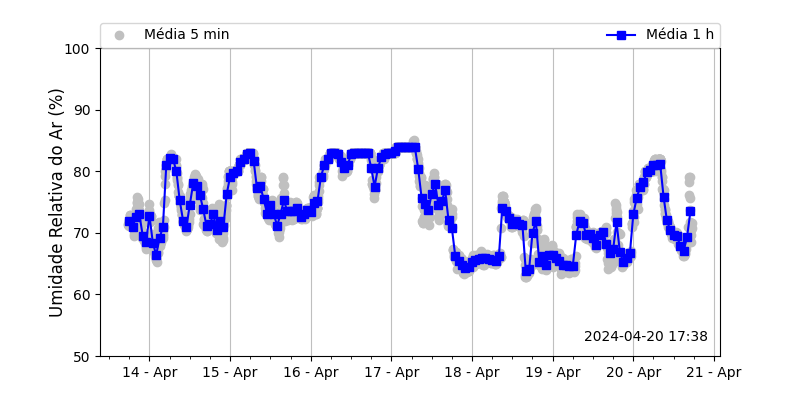 Média 5 min
Média 1 h
Umidade Relativa do Ar (%)
100
90
80
70
60
50
2024-04-20 17:38
14 - Apr
15 - Apr
16 - Apr
17 - Apr
18 - Apr
19 - Apr
20 - Apr
21 - Apr